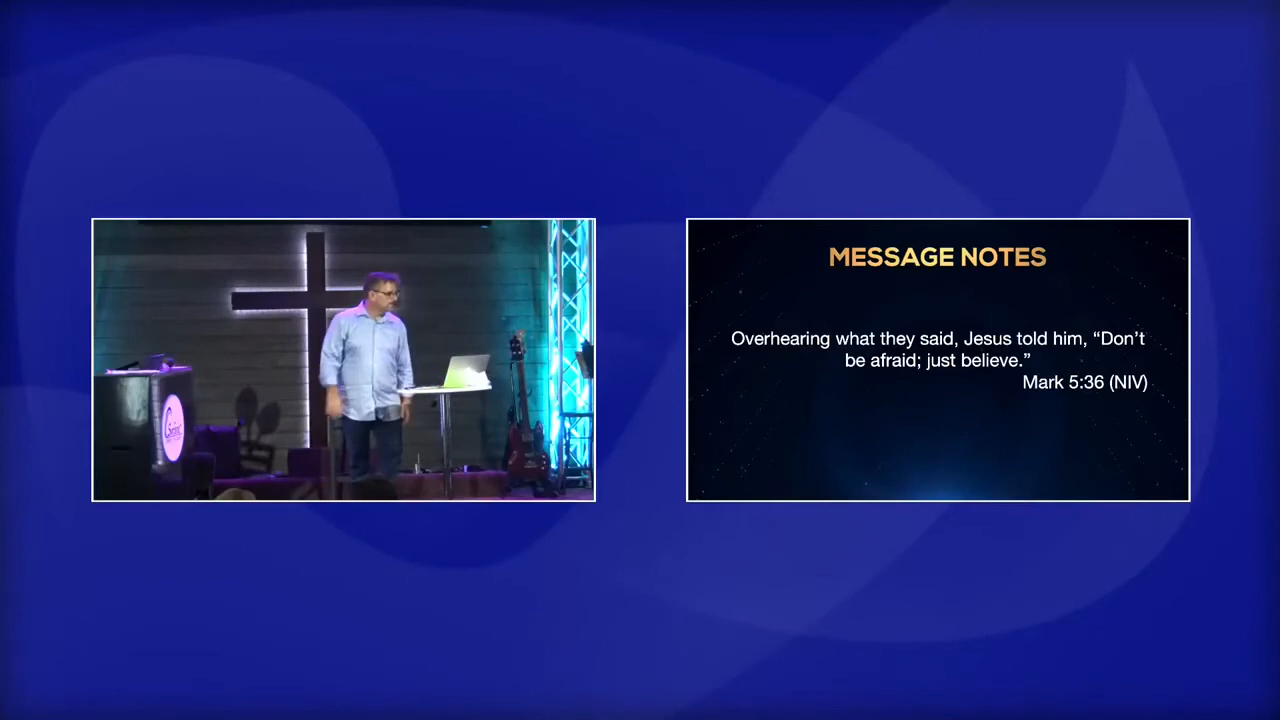 MESSAGE NOTES
Overhearing what they said, Jesus told him, “Don’t
be afraid; just believe.”
Mark 5:36 (NIV)